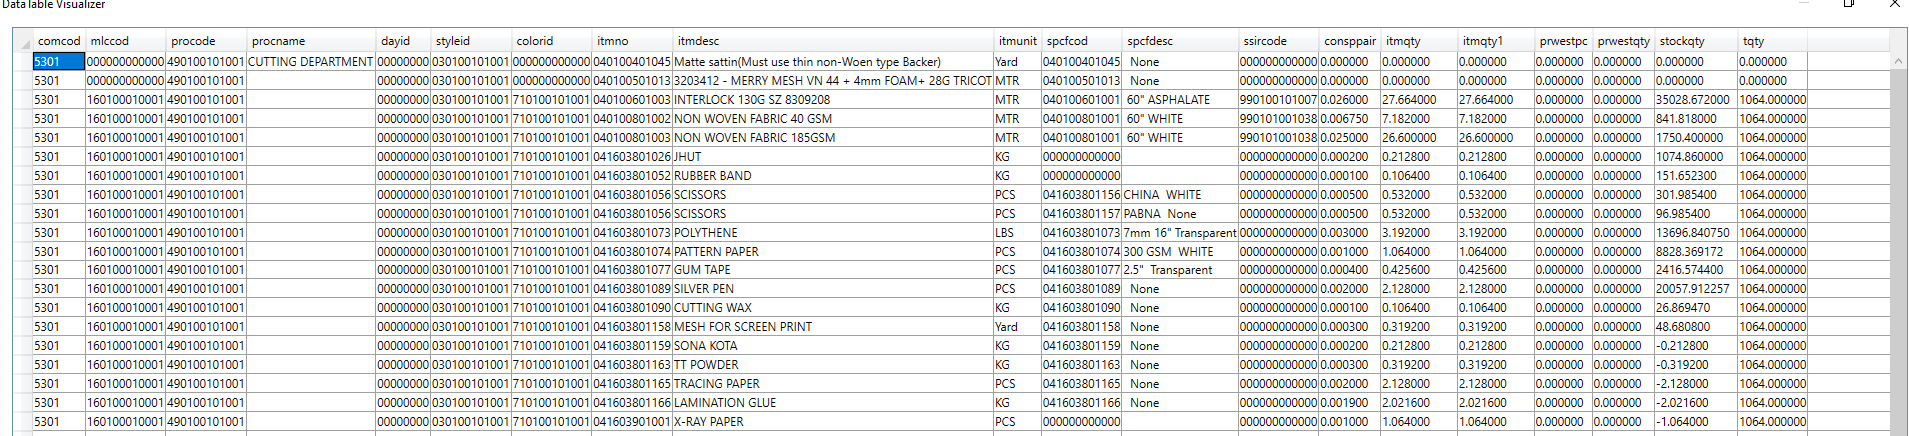 DataTable Visualizer
comcod mlccod procode procname dayid styleid colorid itmno itmdesc itmunit spcfcod spcfdesc ssircode consppair itmqty itmqty1 prwestpc prwestqty stockqty tqty
5301 000000000000 490100101001 CUTTING DEPARTMENT 00000000 030100101001 000000000000 040100401045 Matte sattin(Must use thin non-Woen type Backer) Yard 040100401045 None 000000000000 0.000000 0.000000 0.000000 0.000000 0.000000 0.000000 0.000000
5301 000000000000 490100101001 00000000 030100101001 000000000000 040100501013 3203412 - MERRY MESH VN 44 + 4mm FOAM+ 28G TRICOT MTR 040100501013 None 000000000000 0.000000 0.000000 0.000000 0.000000 0.000000 0.000000 0.000000
5301 160100010001 490100101001 00000000 030100101001 710100101001 040100601003 INTERLOCK 130G SZ 8309208 MTR 040100601001 60" ASPHALATE 990100101007 0.026000 27.664000 27.664000 0.000000 0.000000 35028.672000 1064.000000
5301 160100010001 490100101001 00000000 030100101001 710100101001 040100801002 NON WOVEN FABRIC 40 GSM MTR 040100801001 60" WHITE 990101001038 0.006750 7.182000 7.182000 0.000000 0.000000 841.818000 1064.000000
5301 160100010001 490100101001 00000000 030100101001 710100101001 040100801003 NON WOVEN FABRIC 185GSM MTR 040100801001 60" WHITE 990101001038 0.025000 26.600000 26.600000 0.000000 0.000000 1750.400000 1064.000000
5301 160100010001 490100101001 00000000 030100101001 710100101001 041603801026 JHUT KG 000000000000 000000000000 0.000200 0.212800 0.212800 0.000000 0.000000 1074.860000 1064.000000
5301 160100010001 490100101001 00000000 030100101001 710100101001 041603801052 RUBBER BAND KG 000000000000 000000000000 0.000100 0.106400 0.106400 0.000000 0.000000 151.652300 1064.000000
5301 160100010001 490100101001 00000000 030100101001 710100101001 041603801056 SCISSORS PCS 041603801156 CHINA WHITE 000000000000 0.000500 0.532000 0.532000 0.000000 0.000000 301.985400 1064.000000
5301 160100010001 490100101001 00000000 030100101001 710100101001 041603801056 SCISSORS PCS 041603801157 PABNA None 000000000000 0.000500 0.532000 0.532000 0.000000 0.000000 96.985400 1064.000000
5301 160100010001 490100101001 00000000 030100101001 710100101001 041603801073 POLYTHENE LBS 041603801073 7mm 16" Transparent 000000000000 0.003000 3.192000 3.192000 0.000000 0.000000 13696.840750 1064.000000
5301 160100010001 490100101001 00000000 030100101001 710100101001 041603801074 PATTERN PAPER PCS 041603801074 300 GSM WHITE 000000000000 0.001000 1.064000 1.064000 0.000000 0.000000 8828.369172 1064.000000
5301 160100010001 490100101001 00000000 030100101001 710100101001 041603801077 GUM TAPE PCS 041603801077 2.5" Transparent 000000000000 0.000400 0.425600 0.425600 0.000000 0.000000 2416.574400 1064.000000
5301 160100010001 490100101001 00000000 030100101001 710100101001 041603801089 SILVER PEN PCS 041603801089 None 000000000000 0.002000 2.128000 2.128000 0.000000 0.000000 20057.912257 1064.000000
5301 160100010001 490100101001 00000000 030100101001 710100101001 041603801090 CUTTING WAX KG 041603801090 None 000000000000 0.000100 0.106400 0.106400 0.000000 0.000000 26.869470 1064.000000
5301 160100010001 490100101001 00000000 030100101001 710100101001 041603801158 MESH FOR SCREEN PRINT Yard 041603801158 None 000000000000 0.000300 0.319200 0.319200 0.000000 0.000000 48.680800 1064.000000
5301 160100010001 490100101001 00000000 030100101001 710100101001 041603801159 SONA KOTA KG 041603801159 None 000000000000 0.000200 0.212800 0.212800 0.000000 0.000000 -0.212800 1064.000000
5301 160100010001 490100101001 00000000 030100101001 710100101001 041603801163 TT POWDER KG 041603801163 None 000000000000 0.000300 0.319200 0.319200 0.000000 0.000000 -0.319200 1064.000000
5301 160100010001 490100101001 00000000 030100101001 710100101001 041603801165 TRACING PAPER PCS 041603801165 None 000000000000 0.002000 2.128000 2.128000 0.000000 0.000000 -2.128000 1064.000000
5301 160100010001 490100101001 00000000 030100101001 710100101001 041603801166 LAMINATION GLUE KG 041603801166 None 000000000000 0.001900 2.021600 2.021600 0.000000 0.000000 -2.021600 1064.000000
5301 160100010001 490100101001 00000000 030100101001 710100101001 041603901001 X-RAY PAPER PCS 000000000000 000000000000 0.001000 1.064000 1.064000 0.000000 0.000000 -1.064000 1064.000000